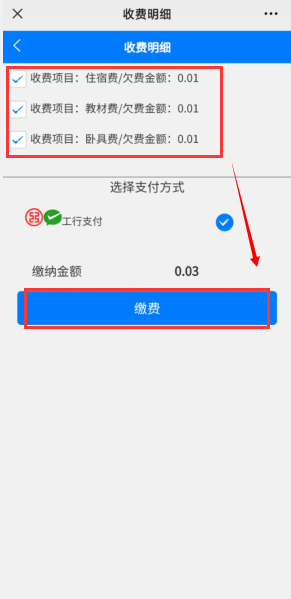 收费明细
收费明细
收费项目：住宿费/欠费金额：0.01
收费项目：教材费/欠费金额：0.01
收费项目：卧具费/欠费金额：0.01
选择支付方式
工行支付
缴纳金额 0.03
缴费